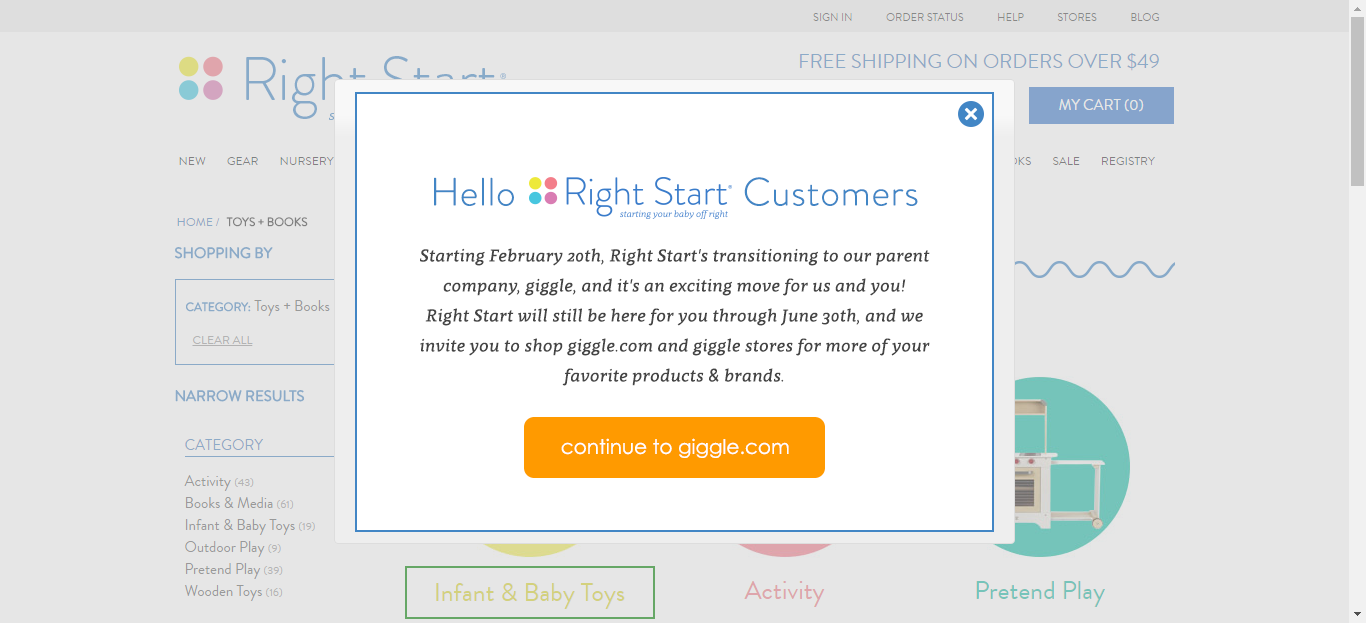 SIGN IN ORDER STATUS HELP STORES BLOG
Right Start®
FREE SHIPPING ON ORDERS OVER $49
MY CART (0)
NEW GEAR NURSERY SALE REGISTRY
HOME / TOYS + BOOKS
SHOPPING BY
CATEGORY: Toys + Books
CLEAR ALL
NARROW RESULTS
CATEGORY
Activity (43)
Books & Media (61)
Infant & Baby Toys (19)
Outdoor Play (9)
Pretend Play (39)
Wooden Toys (16)
Hello Right Start® Customers
starting your baby off right
Starting February 20th, Right Start's transitioning to our parent
company, giggle, and it's an exciting move for us and you!
Right Start will still be here for you through June 30th, and we
invite you to shop giggle.com and giggle stores for more of your
favorite products & brands.
continue to giggle.com
Infant & Baby Toys Activity Pretend Play